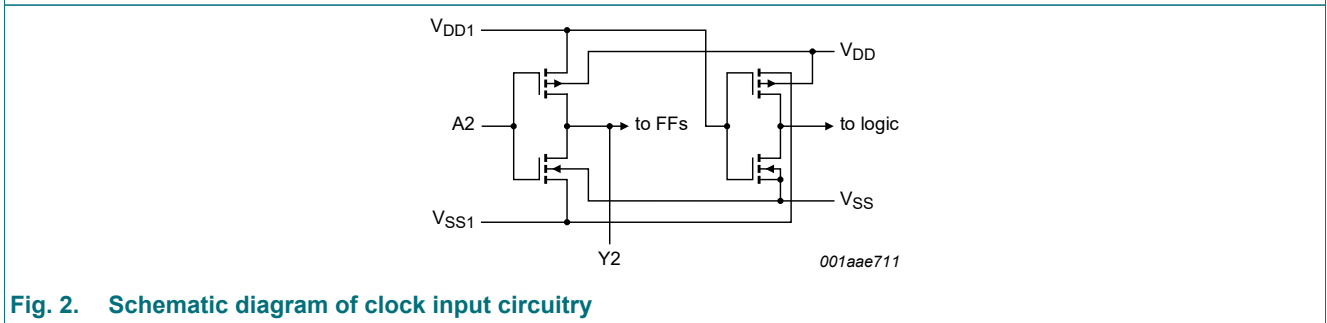 VDD1
VDD
A2
to FFs
to logic
VSS1
VSS
Y2
001aae711
Fig. 2. Schematic diagram of clock input circuitry